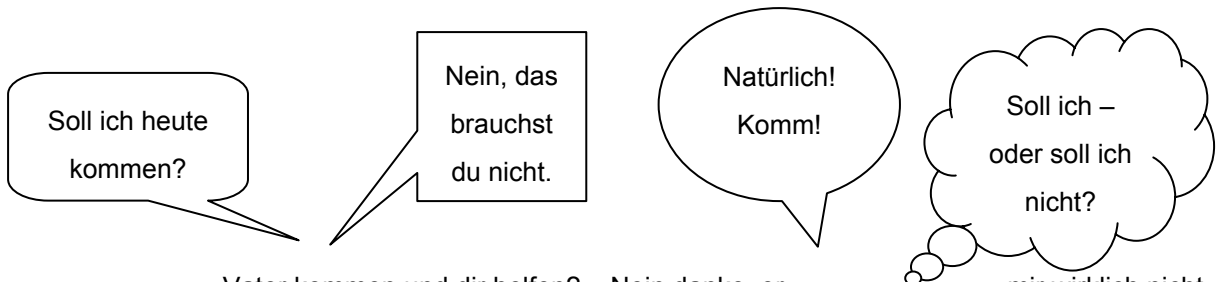 Soll ich heute
kommen?
Nein, das
brauchst
du nicht.
Natürlich!
Komm!
Soll ich –
oder soll ich
nicht?
Vater kommen und dir helfen? – Nein danke, er mir wirklich nicht